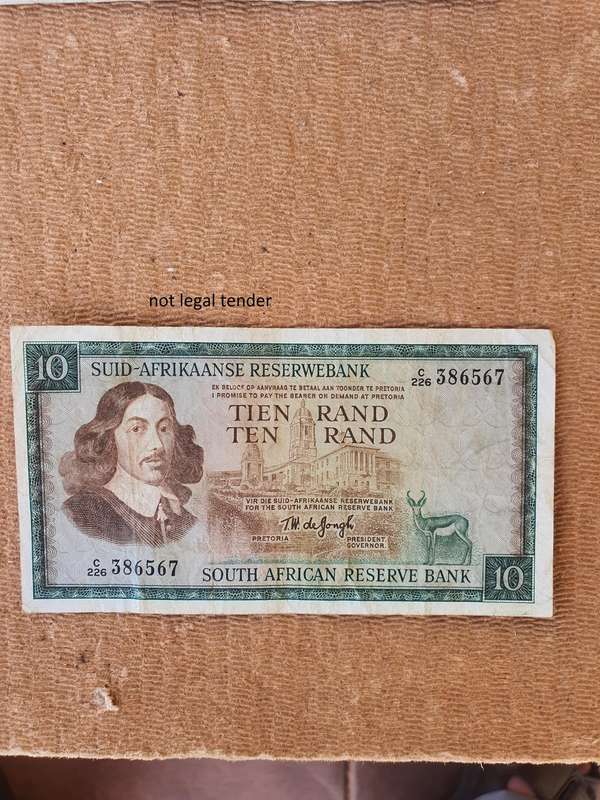 not legal tender
10
SUID-AFRIKAANSE RESERWEBANK
C/226 386567
EK BELOOF OP AANVRAAG TE BETAAL AAN TOONDER TE PRETORIA
I PROMISE TO PAY THE BEARER ON DEMAND AT PRETORIA
TIEN RAND
TEN RAND
VIR DIE SUID-AFRIKAANSE RESERWEBANK
FOR THE SOUTH AFRICAN RESERVE BANK
T.W. de Jongh
PRETORIA PRESIDENT
GOVERNOR.
C/226 386567
SOUTH AFRICAN RESERVE BANK
10